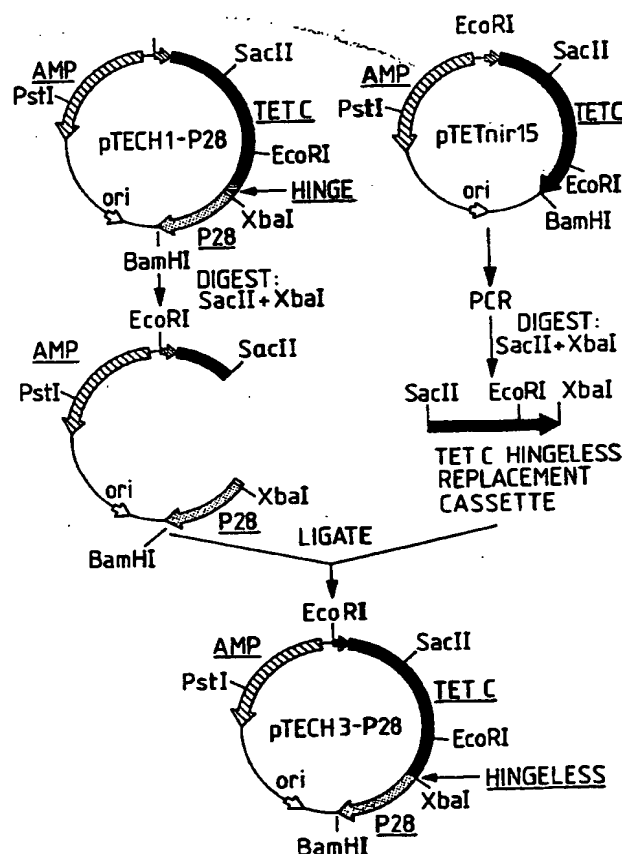 SacII
AMP
PstI
TET C
pTECH1-P28
EcoRI
HINGE
ori
XbaI
P28
BamHI
EcoRI
SacII
AMP
PstI
TETC
pTETnir15
EcoRI
ori
BamHI
DIGEST:
SacII+XbaI
PCR
DIGEST:
SacII+XbaI
EcoRI
AMP
SacII
PstI
ori
XbaI
P28
BamHI
SacII
EcoRI
XbaI
TET C HINGELESS
REPLACEMENT
CASSETTE
LIGATE
EcoRI
AMP
SacII
PstI
TET C
pTECH3-P28
EcoRI
HINGELESS
ori
XbaI
P28
BamHI